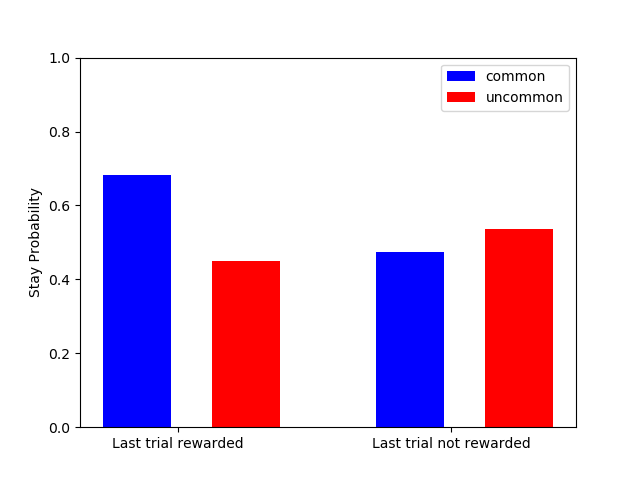 1.0
0.8
0.6
0.4
0.2
0.0
Stay Probability
common
uncommon
Last trial rewarded
Last trial not rewarded